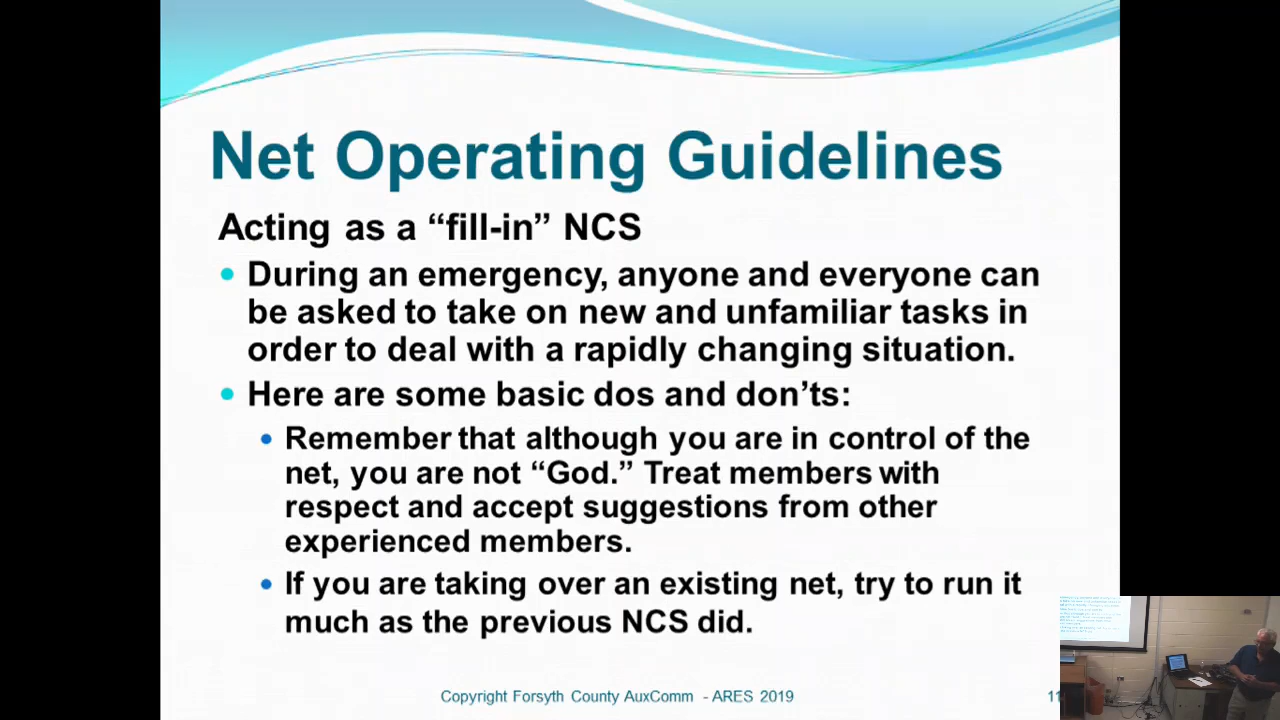 Net Operating Guidelines
Acting as a “fill-in” NCS
During an emergency, anyone and everyone can
be asked to take on new and unfamiliar tasks in
order to deal with a rapidly changing situation.
Here are some basic dos and don’ts:
Remember that although you are in control of the
net, you are not “God.” Treat members with
respect and accept suggestions from other
experienced members.
If you are taking over an existing net, try to run it
much as the previous NCS did.
Copyright Forsyth County AuxComm - ARES 2019